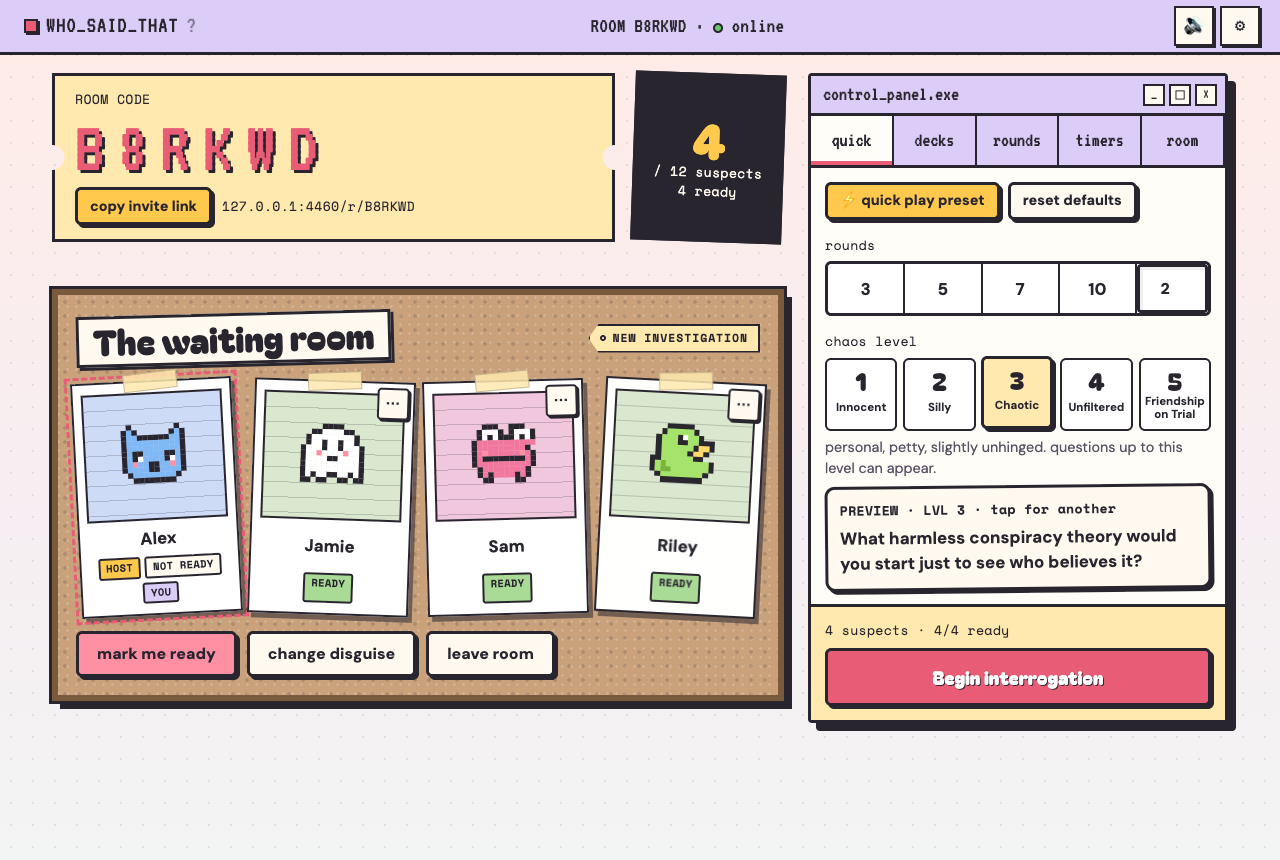 WHO_SAID_THAT ?
ROOM B8RKWD · online
ROOM CODE
B8RKWD
copy invite link
127.0.0.1:4460/r/B8RKWD
4
/ 12 suspects
4 ready
The waiting room
NEW INVESTIGATION
Alex
HOST
NOT READY
YOU
...
Jamie
READY
...
Sam
READY
...
Riley
READY
mark me ready
change disguise
leave room
control_panel.exe
quick
decks
rounds
timers
room
⚡ quick play preset
reset defaults
rounds
3
5
7
10
2
chaos level
1
Innocent
2
Silly
3
Chaotic
4
Unfiltered
5
Friendship
on Trial
personal, petty, slightly unhinged. questions up to this
level can appear.
PREVIEW · LVL 3 · tap for another
What harmless conspiracy theory would
you start just to see who believes it?
4 suspects · 4/4 ready
Begin interrogation